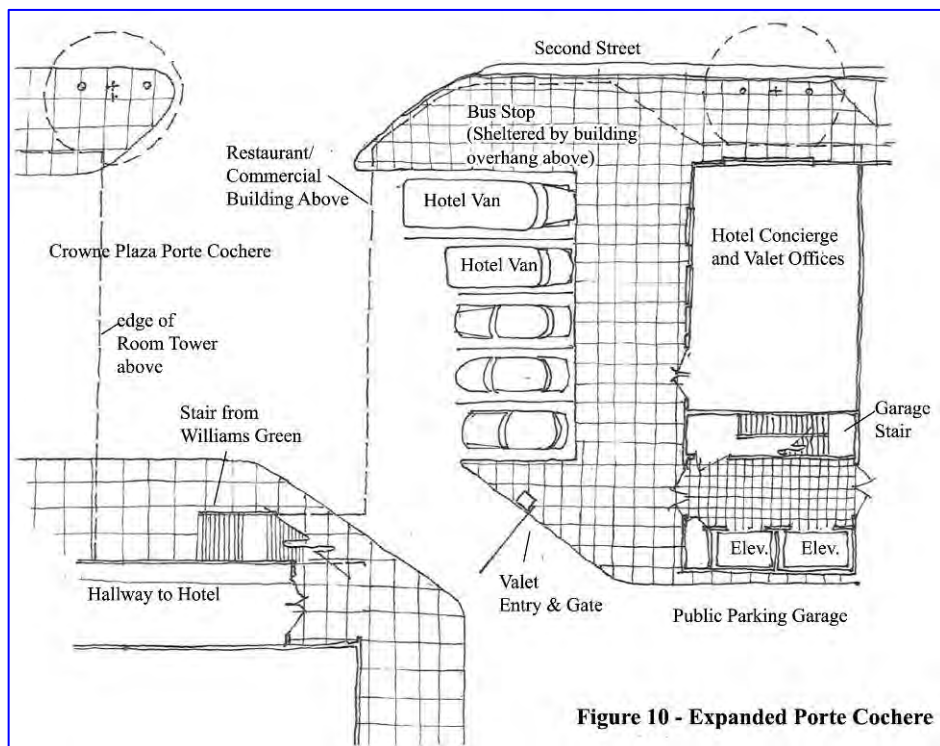 Second Street
Bus Stop
(Sheltered by building
overhang above)
Restaurant/
Commercial
Building Above
Hotel Van
Hotel Concierge
and Valet Offices
Crowne Plaza Porte Cochere
Hotel Van
edge of
Room Tower
above
Stair from
Williams Green
Garage
Stair
Elev.
Elev.
Hallway to Hotel
Valet
Entry & Gate
Public Parking Garage
Figure 10 - Expanded Porte Cochere